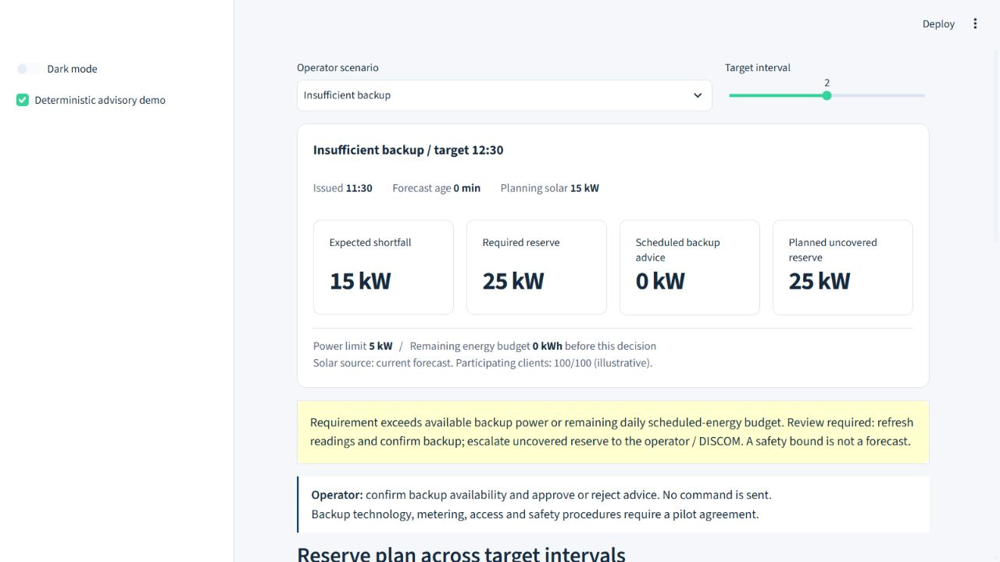 Deploy
Dark mode
Deterministic advisory demo
Operator scenario
Insufficient backup
Target interval
2
Insufficient backup / target 12:30
Issued 11:30 Forecast age 0 min Planning solar 15 kW
Expected shortfall
15 kW
Required reserve
25 kW
Scheduled backup
advice
0 kW
Planned uncovered
reserve
25 kW
Power limit 5 kW / Remaining energy budget 0 kWh before this decision
Solar source: current forecast. Participating clients: 100/100 (illustrative).
Requirement exceeds available backup power or remaining daily scheduled-energy budget. Review required: refresh
readings and confirm backup; escalate uncovered reserve to the operator / DISCOM. A safety bound is not a forecast.
Operator: confirm backup availability and approve or reject advice. No command is sent.
Backup technology, metering, access and safety procedures require a pilot agreement.
Reserve plan across target intervals